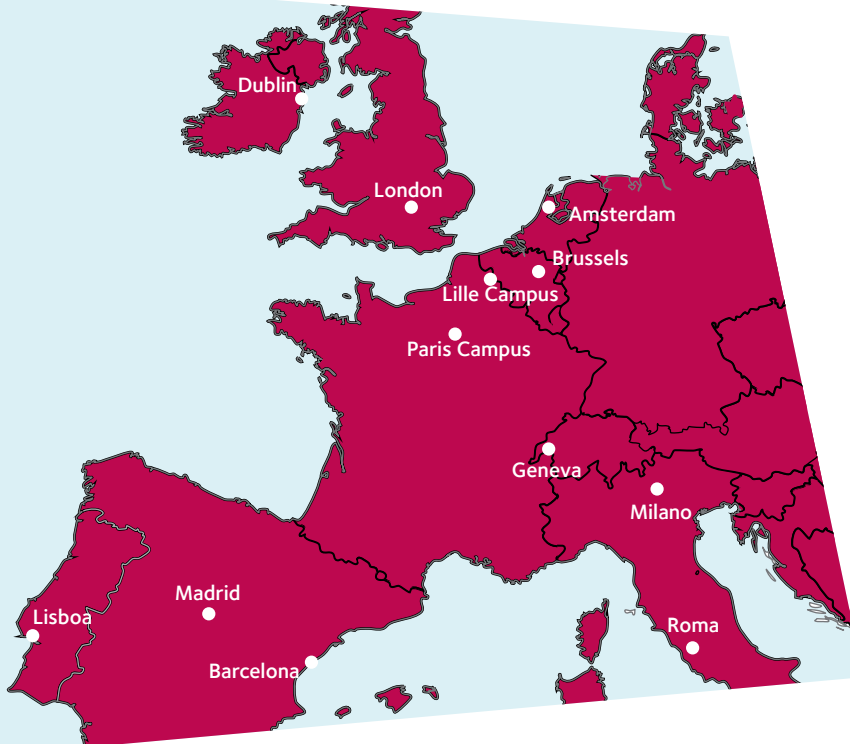 Dublin
London
Amsterdam
Brussels
Lille Campus
Paris Campus
Geneva
Milano
Madrid
Lisboa
Roma
Barcelona